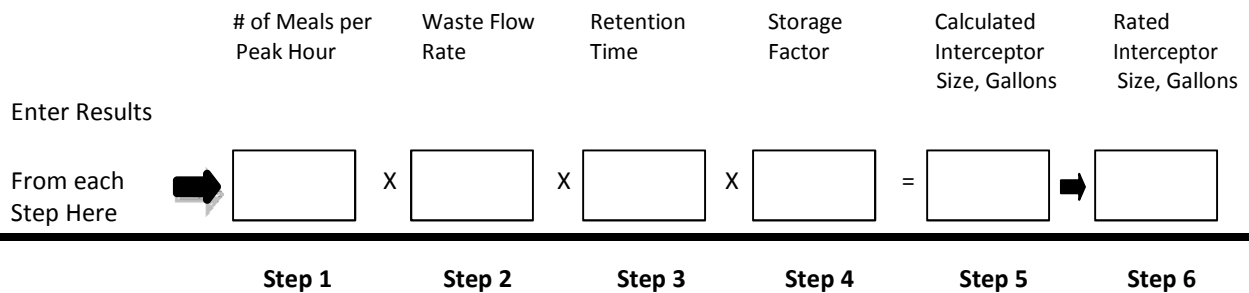 # of Meals per Waste Flow Retention Storage Calculated Rated
Peak Hour Rate Time Factor Interceptor Interceptor
Size, Gallons Size, Gallons
Enter Results
From each X X X =
Step Here
Step 1 Step 2 Step 3 Step 4 Step 5 Step 6